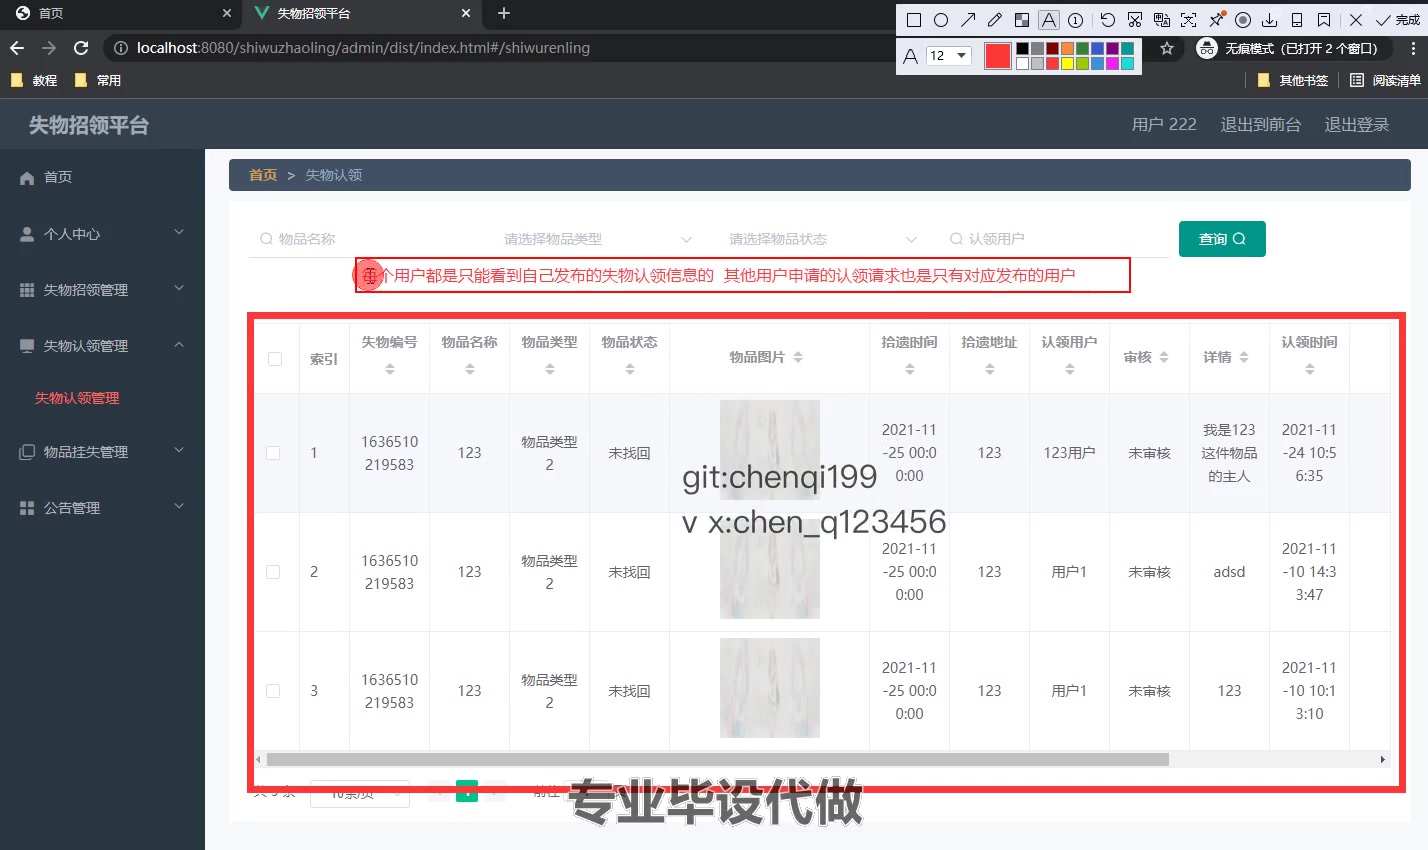 首页
失物招领平台
localhost:8080/shiwuzhaoling/admin/dist/index.html#/shiwurenling
完成
12
无痕模式 (已打开 2 个窗口)
教程
常用
其他书签
阅读清单
失物招领平台
用户 222
退出到前台
退出登录
首页
个人中心
失物招领管理
失物认领管理
失物认领管理
物品挂失管理
公告管理
首页 > 失物认领
物品名称
请选择物品类型
请选择物品状态
认领用户
查询
每个用户都是只能看到自己发布的失物认领信息的 其他用户申请的认领请求也是只有对应发布的用户
索引 失物编号 物品名称 物品类型 物品状态 物品图片 拾遗时间 拾遗地址 认领用户 审核 详情 认领时间
1 1636510219583 123 物品类型2 未找回 2021-11-25 00:00:00 123 123用户 未审核 我是123这件物品的主人 2021-11-24 10:56:35
git:chenqi199
v x:chen_q123456
2 1636510219583 123 物品类型2 未找回 2021-11-25 00:00:00 123 用户1 未审核 adsd 2021-11-10 14:33:47
3 1636510219583 123 物品类型2 未找回 2021-11-25 00:00:00 123 用户1 未审核 123 2021-11-10 10:13:10
共 3 条
10条/页
1
前往
专业毕设代做